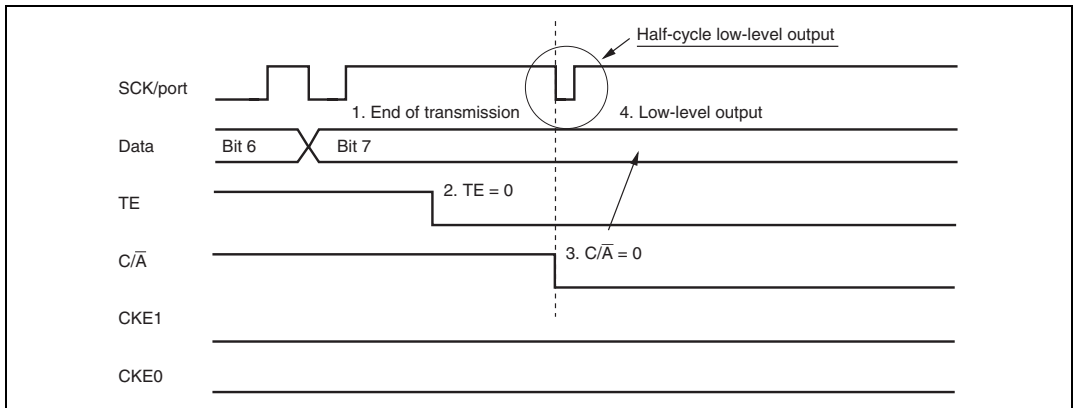 Half-cycle low-level output
SCK/port
1. End of transmission
4. Low-level output
Data
Bit 6
Bit 7
TE
2. TE = 0
C/A̅
3. C/A̅ = 0
CKE1
CKE0